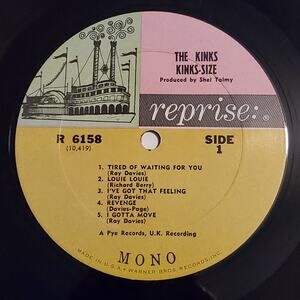 THE KINKS
KINKS-SIZE
Produced by Shel Talmy
reprise:
R 6158
(10,419)
SIDE
1
1. TIRED OF WAITING FOR YOU
(Ray Davies)
2. LOUIE LOUIE
(Richard Berry)
3. I'VE GOT THAT FEELING
(Ray Davies)
4. REVENGE
(Davies-Page)
5. I GOTTA MOVE
(Ray Davies)
A Pye Records, U.K. Recording
MONO
MADE IN U.S.A. • WARNER BROS. RECORDS, INC.